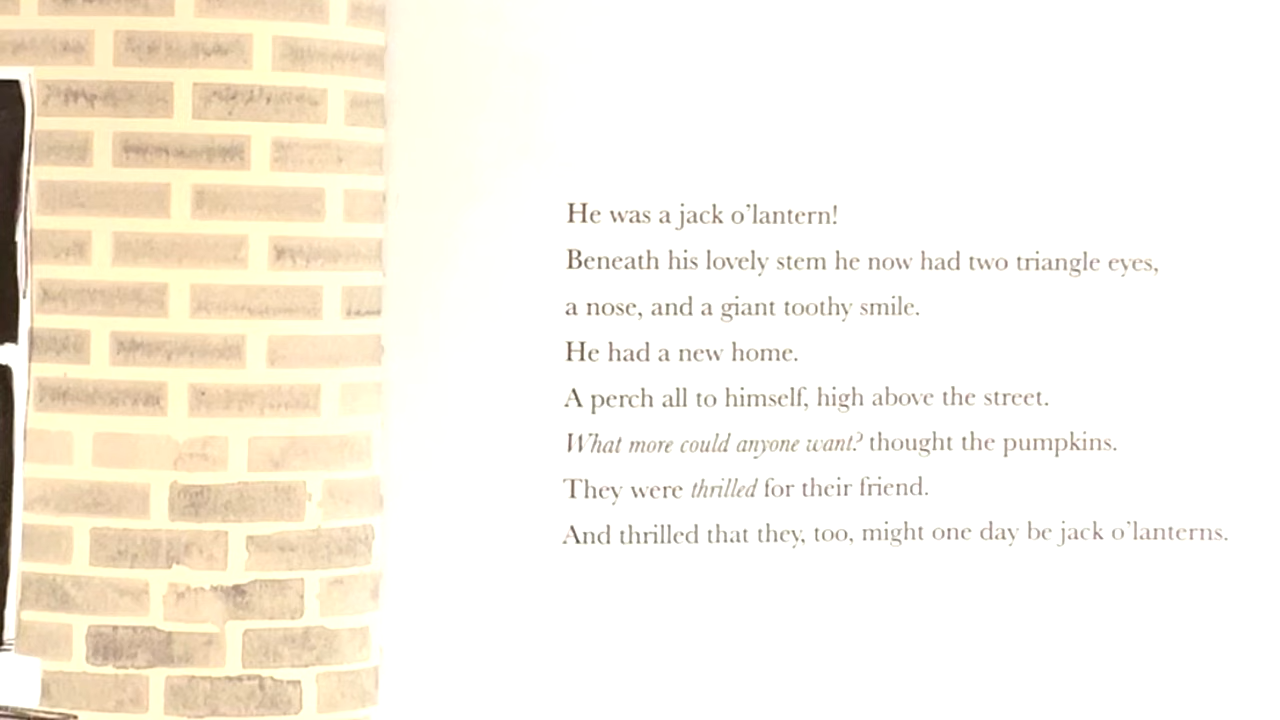 He was a jack o'lantern!
Beneath his lovely stem he now had two triangle eyes,
a nose, and a giant toothy smile.
He had a new home.
A perch all to himself, high above the street.
What more could anyone want? thought the pumpkins.
They were thrilled for their friend.
And thrilled that they, too, might one day be jack o'lanterns.